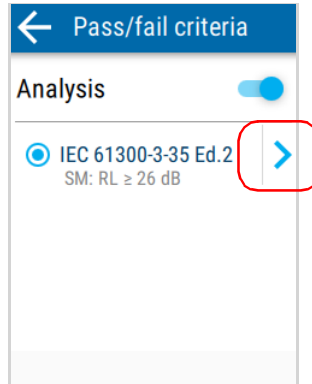 Pass/fail criteria
Analysis
IEC 61300-3-35 Ed.2
SM: RL ≥ 26 dB